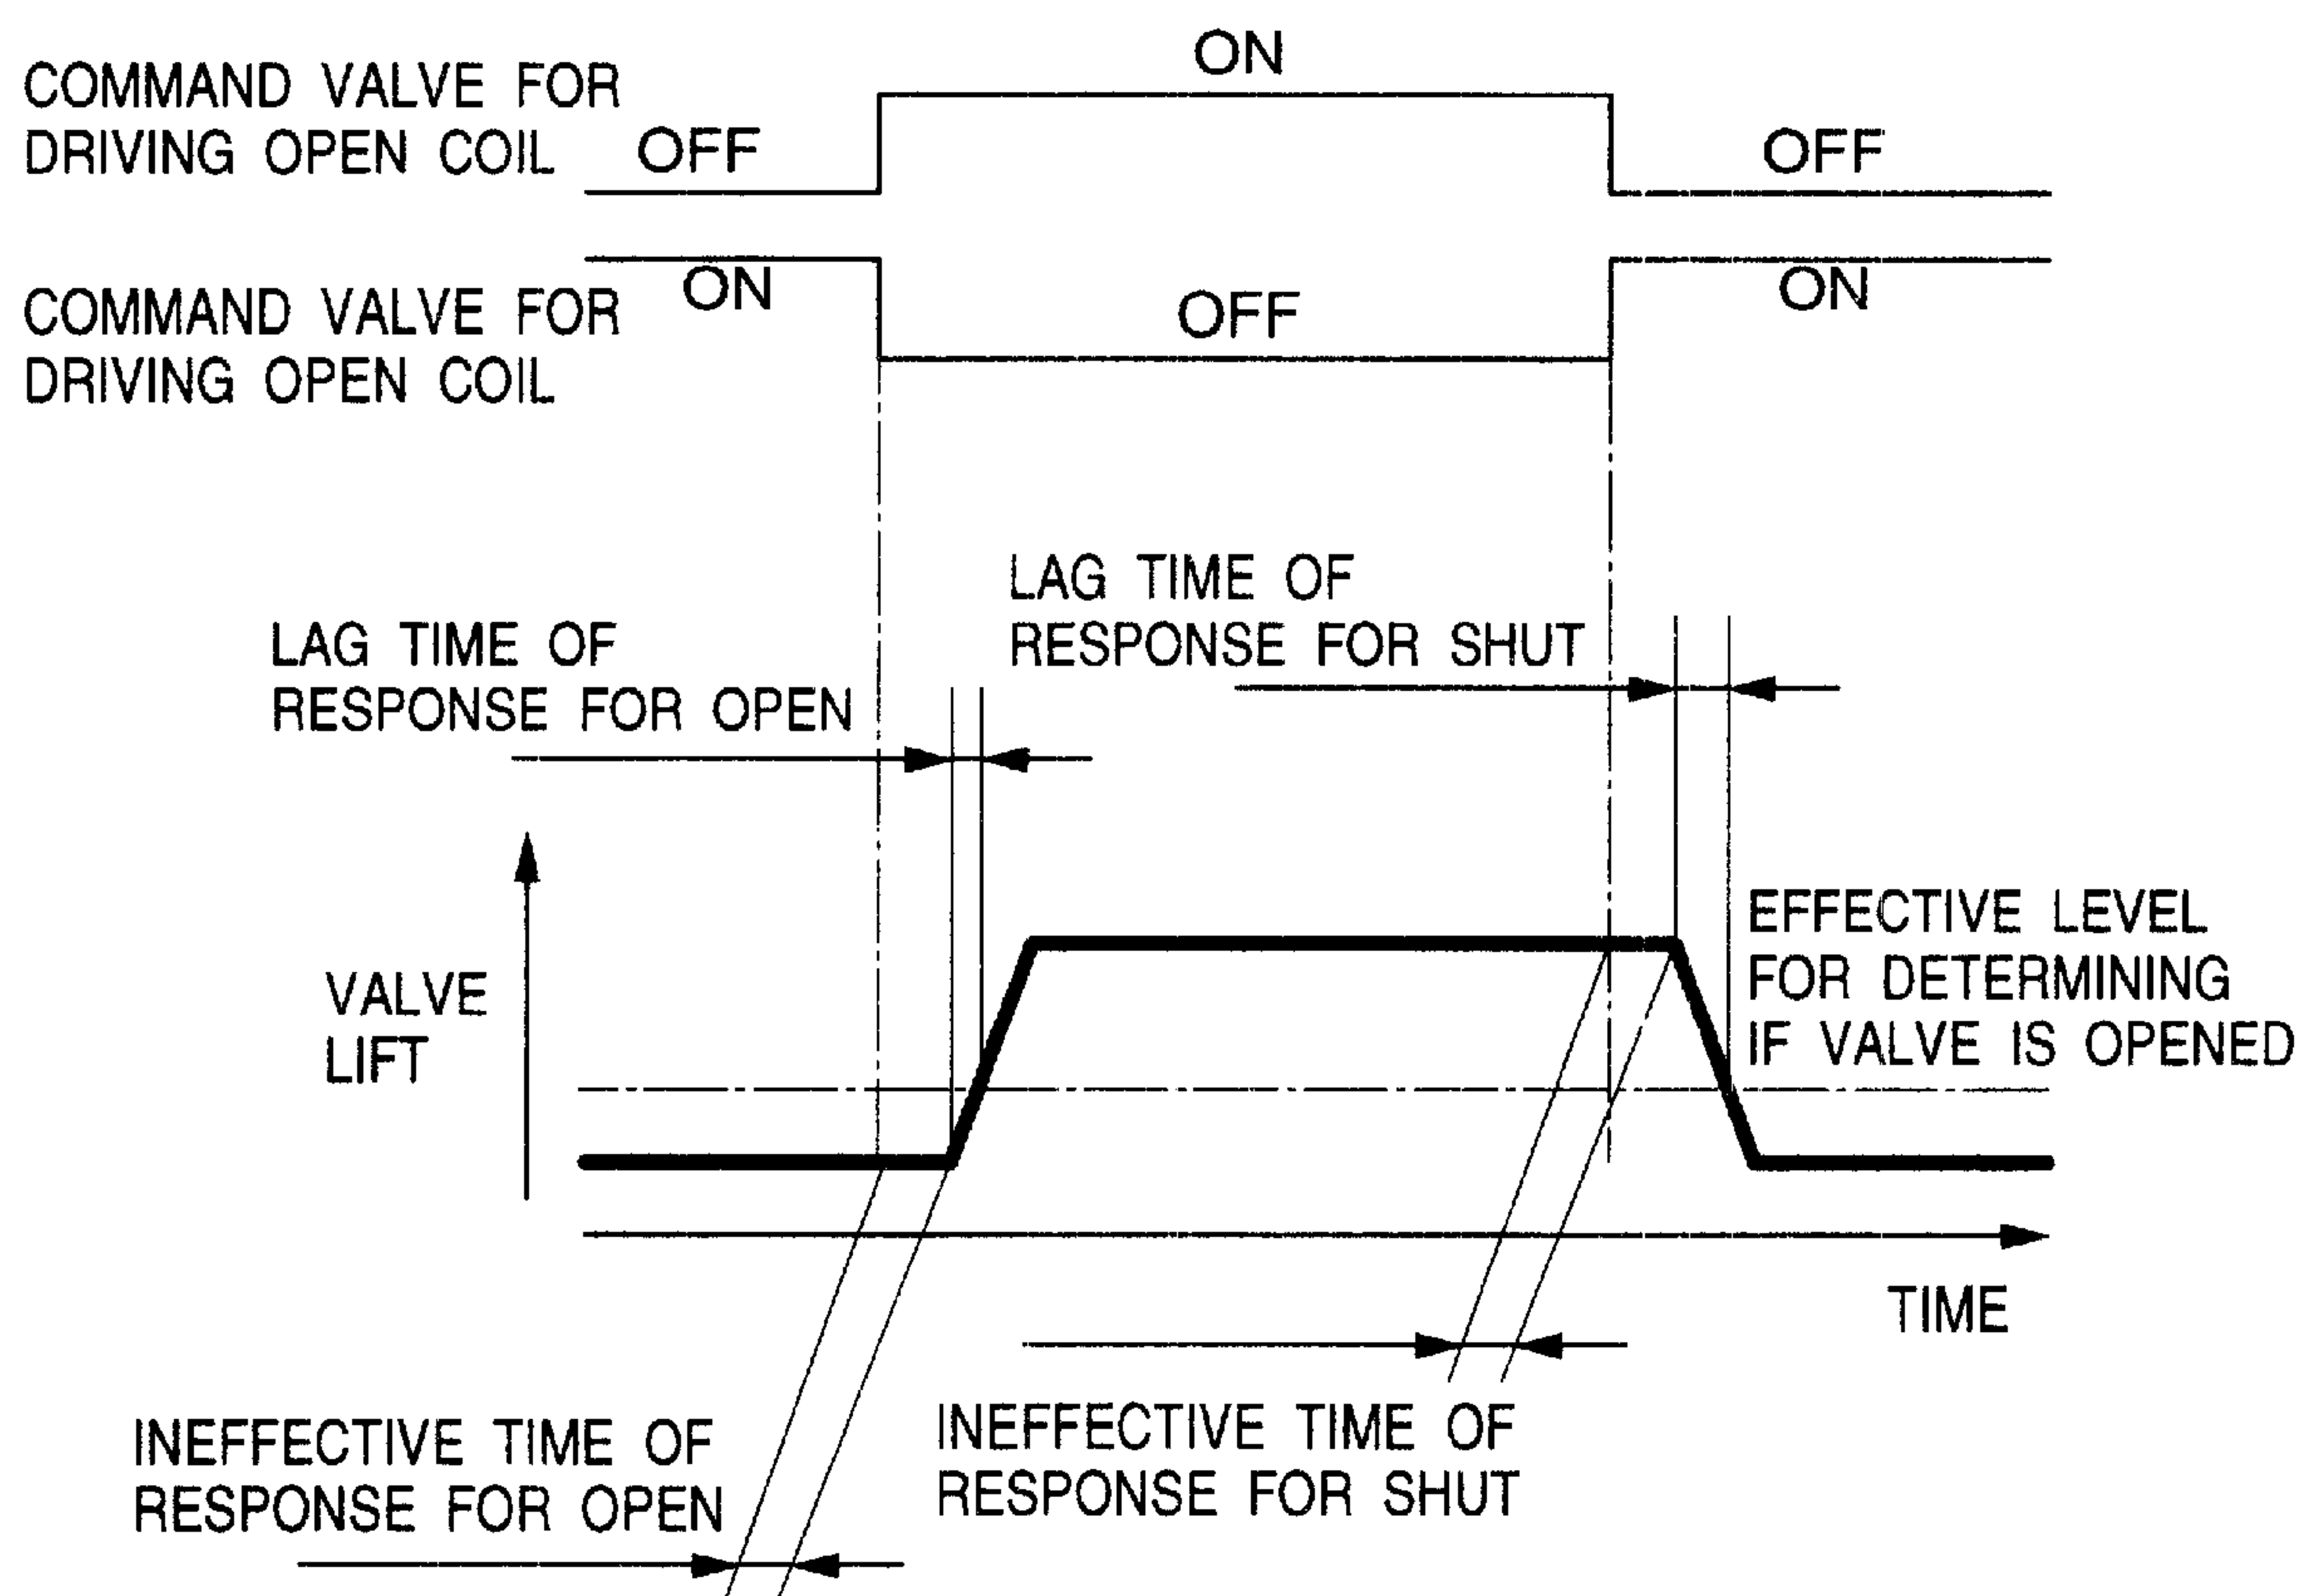 ON
COMMAND VALVE FOR
DRIVING OPEN COIL
OFF
OFF
ON
ON
COMMAND VALVE FOR
DRIVING OPEN COIL
OFF
LAG TIME OF
RESPONSE FOR SHUT
LAG TIME OF
RESPONSE FOR OPEN
EFFECTIVE LEVEL
FOR DETERMINING
IF VALVE IS OPENED
VALVE
LIFT
TIME
INEFFECTIVE TIME OF
RESPONSE FOR OPEN
INEFFECTIVE TIME OF
RESPONSE FOR SHUT